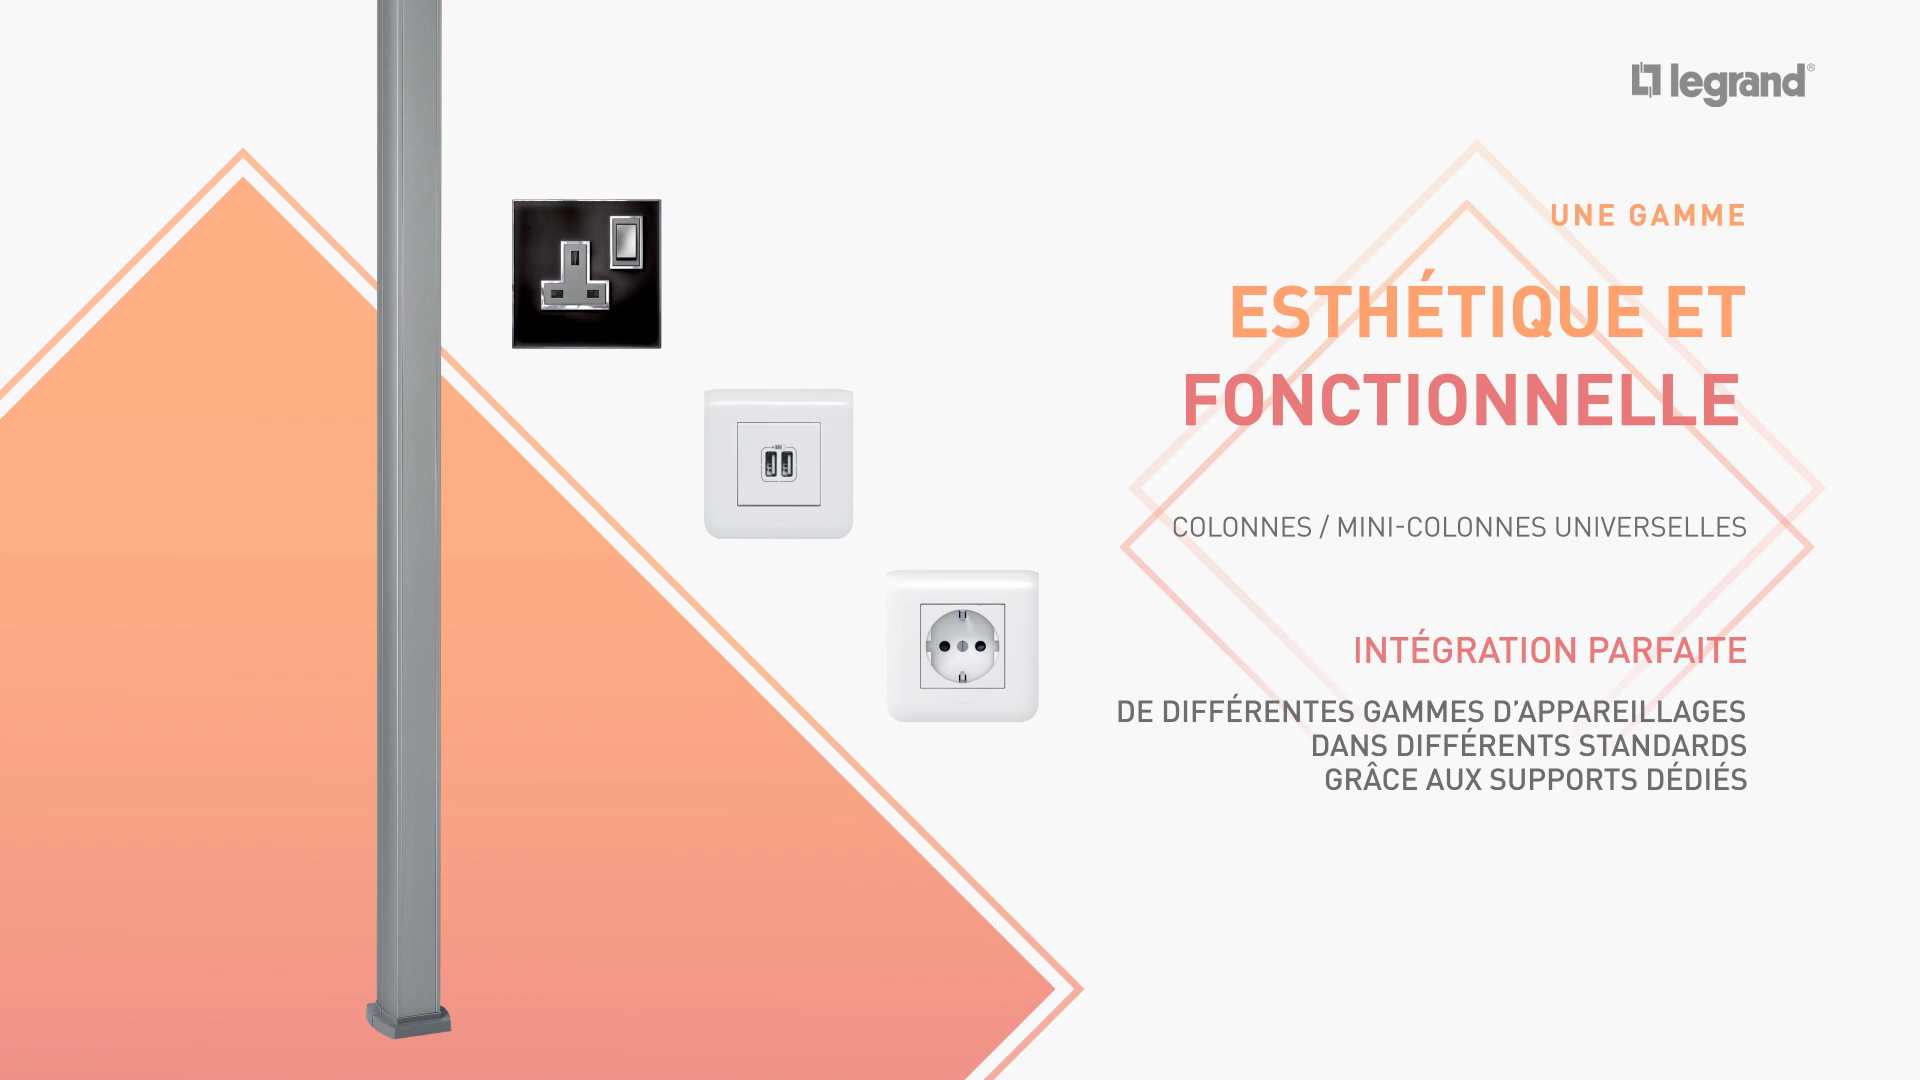 legrand®
UNE GAMME
ESTHÉTIQUE ET
FONCTIONNELLE
COLONNES / MINI-COLONNES UNIVERSELLES
INTÉGRATION PARFAITE
DE DIFFÉRENTES GAMMES D’APPAREILLAGES
DANS DIFFÉRENTS STANDARDS
GRÂCE AUX SUPPORTS DÉDIÉS